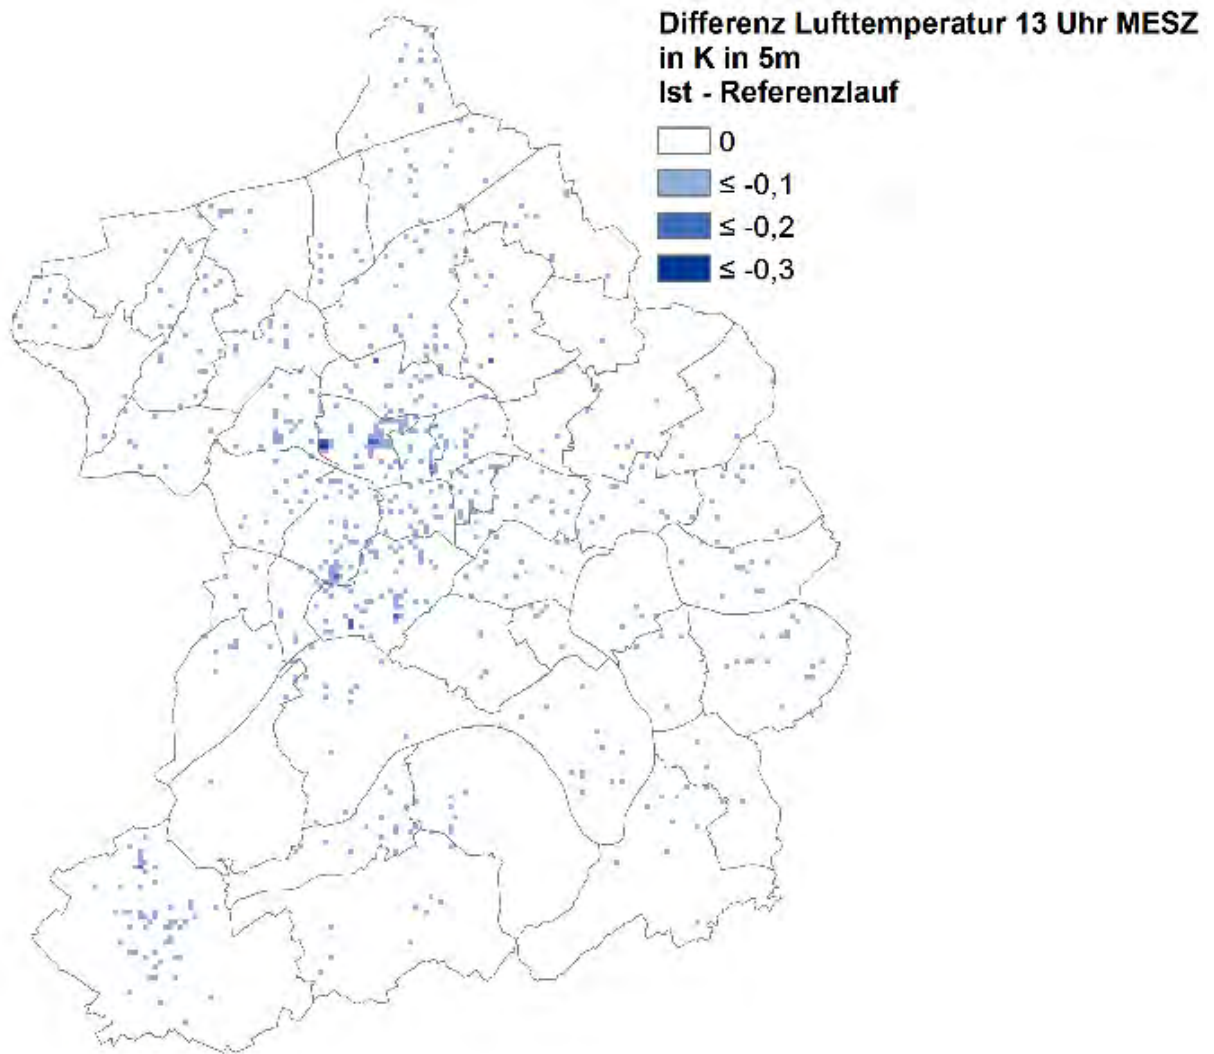 Differenz Lufttemperatur 13 Uhr MESZ
in K in 5m
Ist - Referenzlauf
0
≤ -0,1
≤ -0,2
≤ -0,3